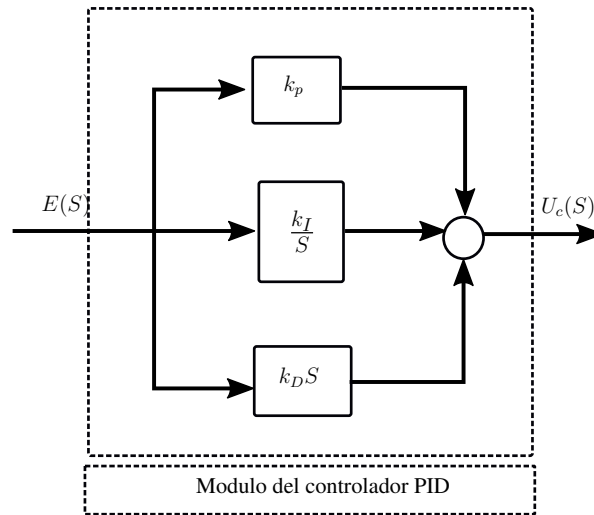 k_p
E(S)
k_I
S
U_c(S)
k_D S
Modulo del controlador PID